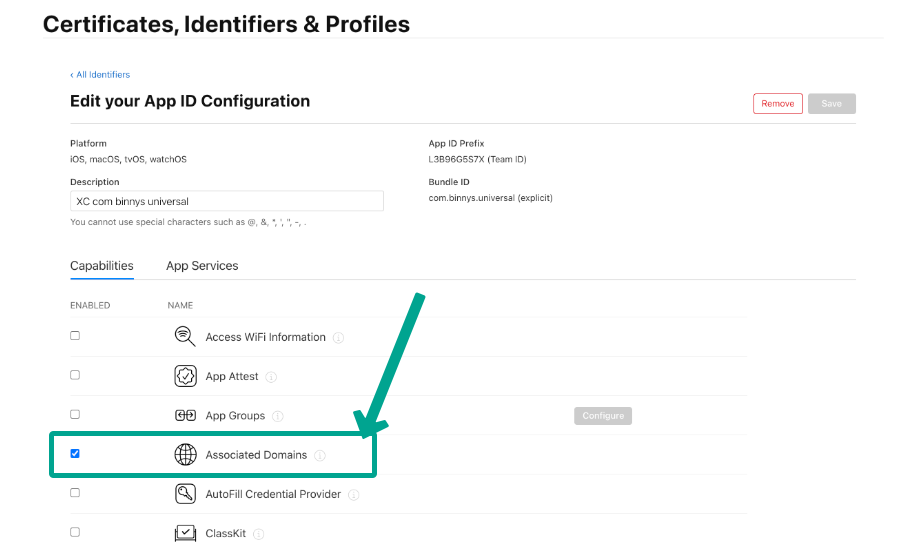 Certificates, Identifiers & Profiles
‹ All Identifiers
Edit your App ID Configuration
Remove
Save
Platform
App ID Prefix
iOS, macOS, tvOS, watchOS
L3B96G5S7X (Team ID)
Description
Bundle ID
XC com binnys universal
com.binnys.universal (explicit)
You cannot use special characters such as @, &, *, ', ", -, .
Capabilities
App Services
ENABLED
NAME
Access WiFi Information
App Attest
App Groups
Configure
Associated Domains
AutoFill Credential Provider
ClassKit